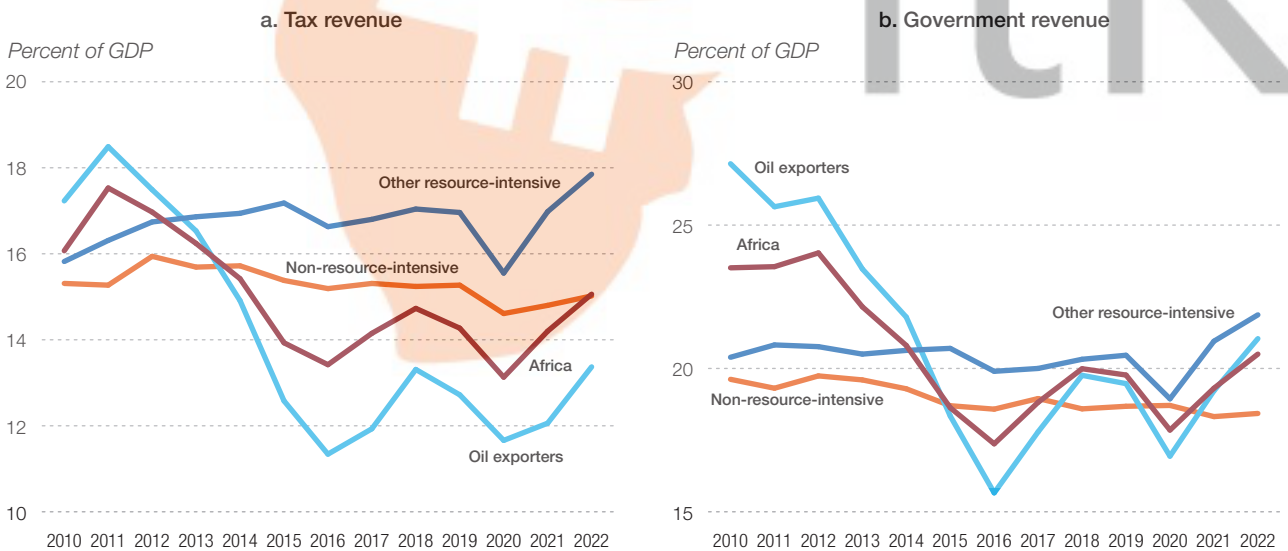 a. Tax revenue
Percent of GDP
20
18
16
14
12
10
Other resource-intensive
Non-resource-intensive
Africa
Oil exporters
2010 2011 2012 2013 2014 2015 2016 2017 2018 2019 2020 2021 2022
b. Government revenue
Percent of GDP
30
25
20
15
Oil exporters
Africa
Other resource-intensive
Non-resource-intensive
2010 2011 2012 2013 2014 2015 2016 2017 2018 2019 2020 2021 2022